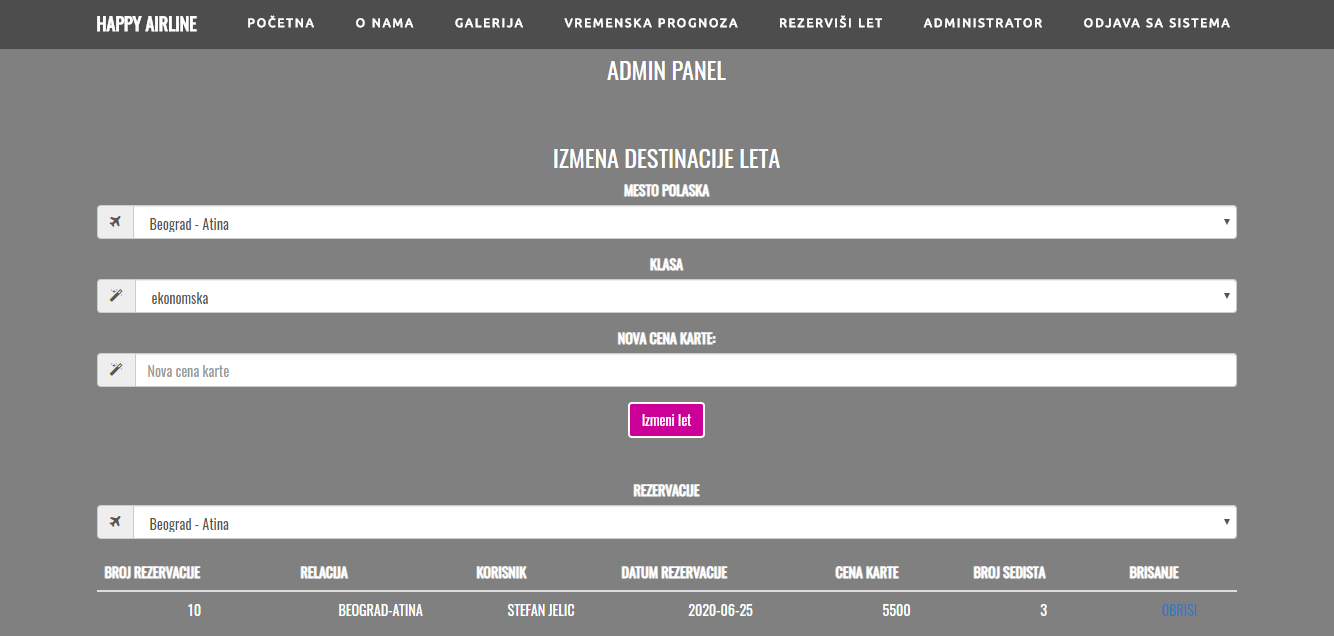 HAPPY AIRLINE POČETNA O NAMA GALERIJA VREMENSKA PROGNOZA REZERVIŠI LET ADMINISTRATOR ODJAVA SA SISTEMA
ADMIN PANEL
IZMENA DESTINACIJE LETA
MESTO POLASKA
Beograd - Atina
KLASA
ekonomska
NOVA CENA KARTE:
Nova cena karte
Izmeni let
REZERVACIJE
Beograd - Atina
BROJ REZERVACIJE RELACIJA KORISNIK DATUM REZERVACIJE CENA KARTE BROJ SEDISTA BRISANJE
10 BEOGRAD-ATINA STEFAN JELIC 2020-06-25 5500 3 OBRISI